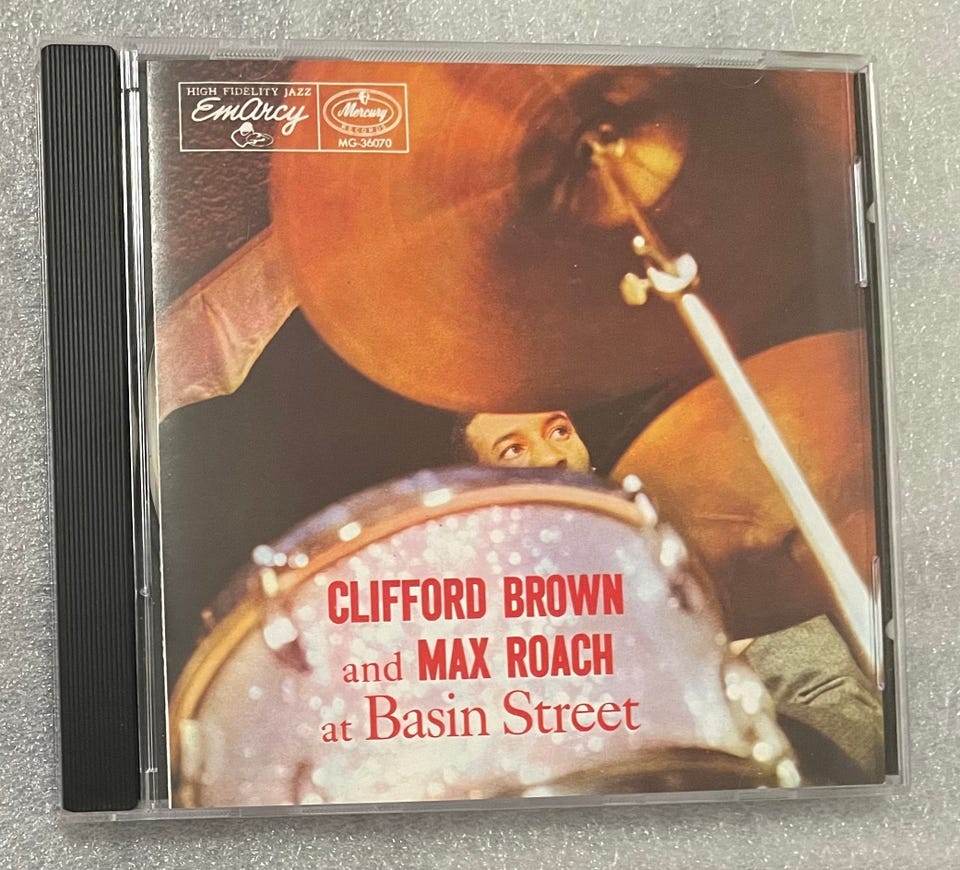 HIGH FIDELITY JAZZ
EmArcy
Mercury
RECORDS
MG-36070
CLIFFORD BROWN
and MAX ROACH
at Basin Street